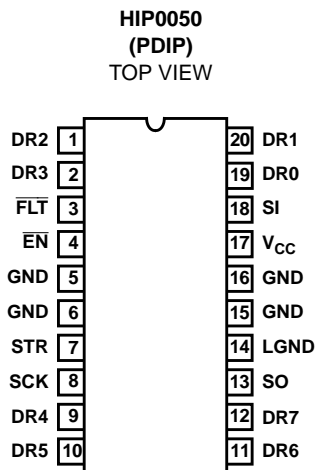 HIP0050
(PDIP)
TOP VIEW
DR2 1 20 DR1
DR3 2 19 DR0
F̅L̅T̅ 3 18 SI
E̅N̅ 4 17 VCC
GND 5 16 GND
GND 6 15 GND
STR 7 14 LGND
SCK 8 13 SO
DR4 9 12 DR7
DR5 10 11 DR6